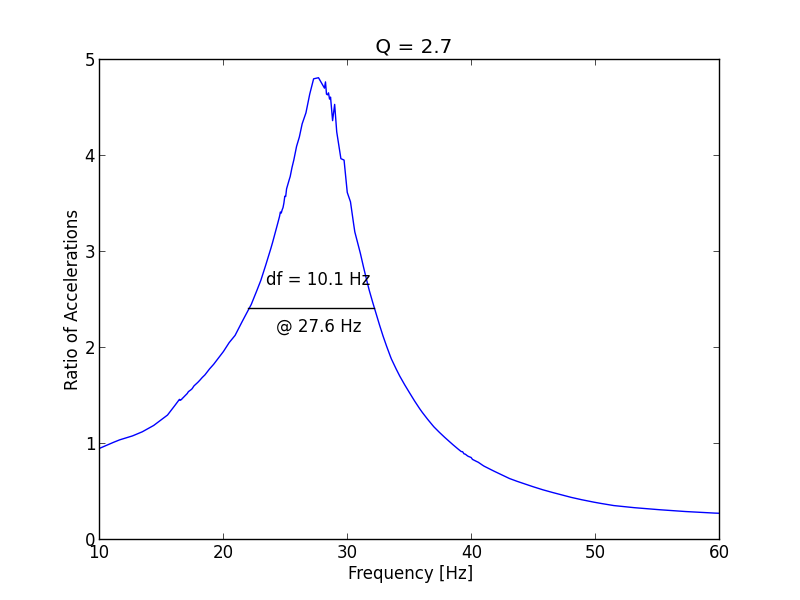 Q = 2.7
5
4
3
2
1
0
Ratio of Accelerations
df = 10.1 Hz
@ 27.6 Hz
10 20 30 40 50 60
Frequency [Hz]